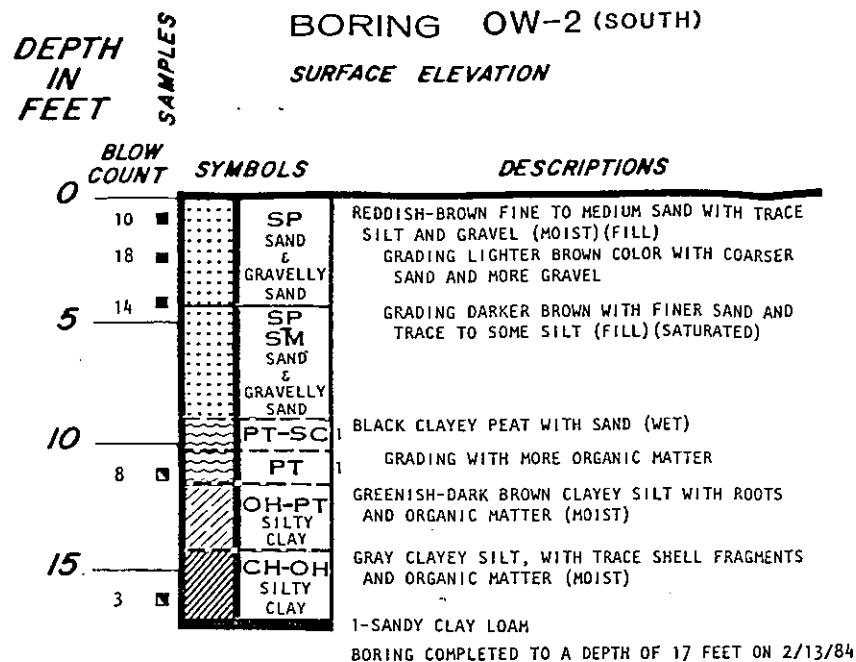 BORING OW-2 (SOUTH)
DEPTH
IN
FEET
SAMPLES
SURFACE ELEVATION
BLOW
COUNT
SYMBOLS
DESCRIPTIONS
0
10
SP
SAND
&
GRAVELLY
SAND
REDDISH-BROWN FINE TO MEDIUM SAND WITH TRACE
SILT AND GRAVEL (MOIST)(FILL)
18
GRADING LIGHTER BROWN COLOR WITH COARSER
SAND AND MORE GRAVEL
14
5
SP
SM
SAND
&
GRAVELLY
SAND
GRADING DARKER BROWN WITH FINER SAND AND
TRACE TO SOME SILT (FILL)(SATURATED)
10
PT-SC 1
BLACK CLAYEY PEAT WITH SAND (WET)
8
PT 1
GRADING WITH MORE ORGANIC MATTER
OH-PT
SILTY
CLAY
GREENISH-DARK BROWN CLAYEY SILT WITH ROOTS
AND ORGANIC MATTER (MOIST)
15
CH-OH
SILTY
CLAY
GRAY CLAYEY SILT, WITH TRACE SHELL FRAGMENTS
AND ORGANIC MATTER (MOIST)
3
1-SANDY CLAY LOAM
BORING COMPLETED TO A DEPTH OF 17 FEET ON 2/13/84